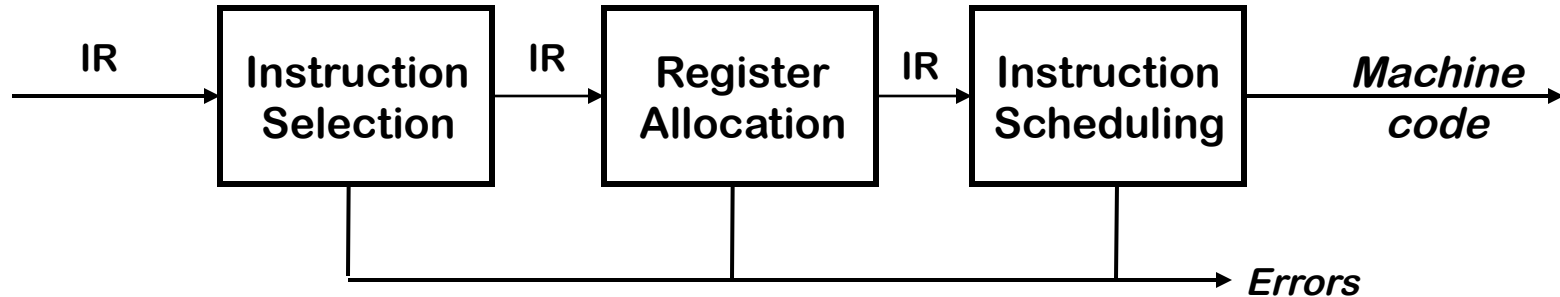 IR
Instruction
Selection
IR
Register
Allocation
IR
Instruction
Scheduling
Machine
code
Errors